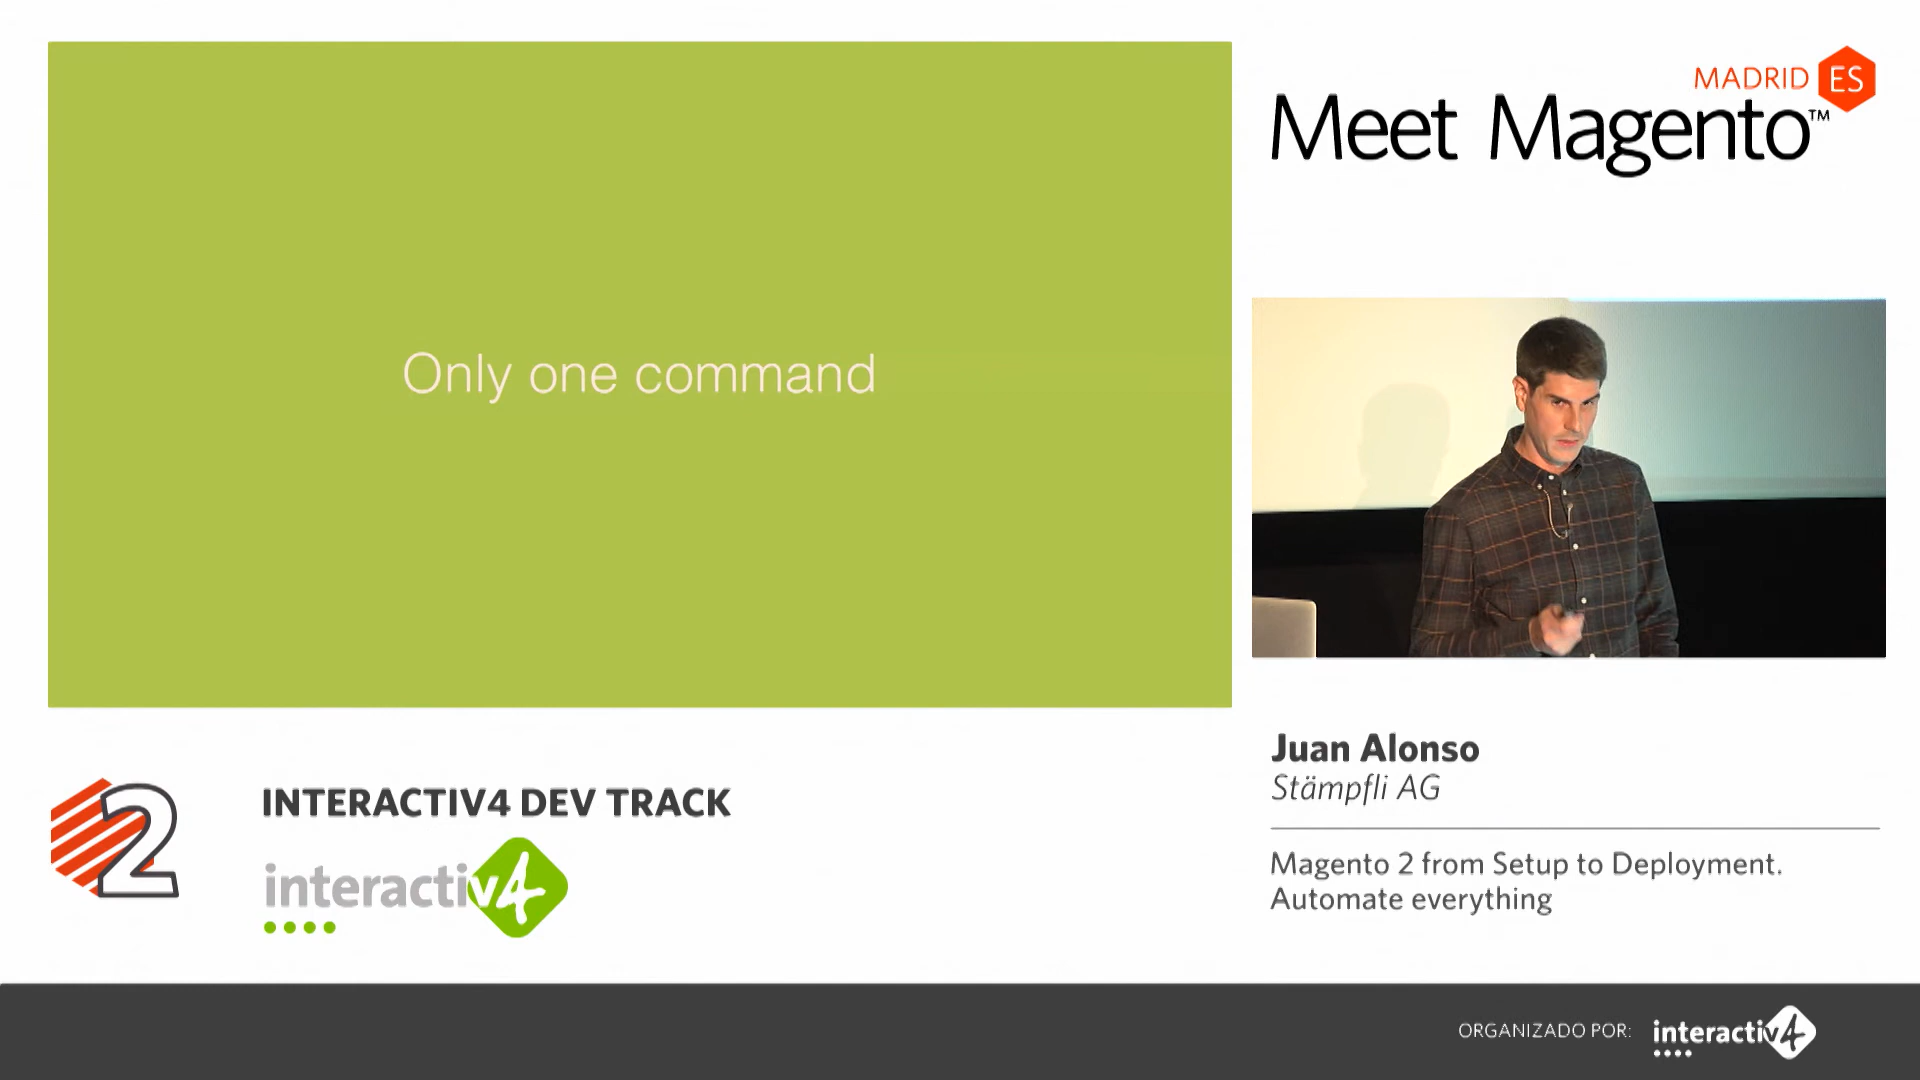 Only one command
MADRID ES
Meet Magento™
Juan Alonso
Stämpfli AG
Magento 2 from Setup to Deployment.
Automate everything
2
INTERACTIV4 DEV TRACK
interactiv4
ORGANIZADO POR:
interactiv4